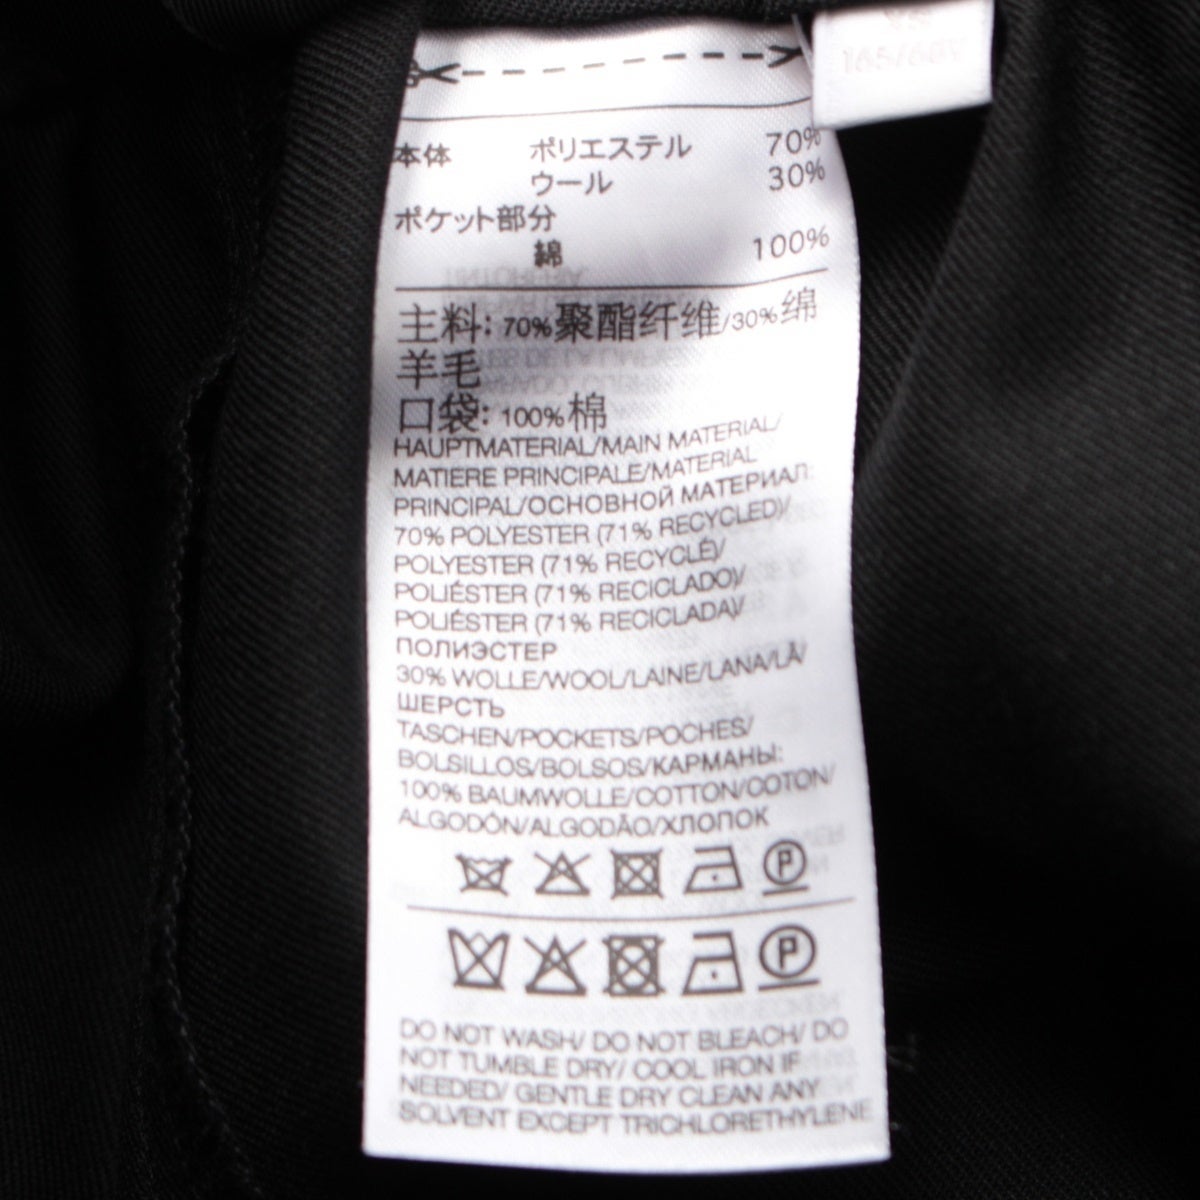 165/68A
本体 ポリエステル 70%
ウール 30%
ポケット部分
綿 100%
主料: 70%聚酯纤维/30%绵
羊毛
口袋: 100%棉
HAUPTMATERIAL/MAIN MATERIAL/
MATIERE PRINCIPALE/MATERIAL
PRINCIPAL/ОСНОВНОЙ МАТЕРИАЛ:
70% POLYESTER (71% RECYCLED)/
POLYESTER (71% RECYCLÉ)/
POLIÉSTER (71% RECICLADO)/
POLIÉSTER (71% RECICLADA)/
ПОЛИЭСТЕР
30% WOLLE/WOOL/LAINE/LANA/LÃ/
ШЕРСТЬ
TASCHEN/POCKETS/POCHES/
BOLSILLOS/BOLSOS/КАРМАНЫ:
100% BAUMWOLLE/COTTON/COTON/
ALGODÓN/ALGODÃO/ХЛОПОК
P
P
DO NOT WASH/ DO NOT BLEACH/ DO
NOT TUMBLE DRY/ COOL IRON IF
NEEDED/ GENTLE DRY CLEAN ANY
SOLVENT EXCEPT TRICHLORETHYLENE